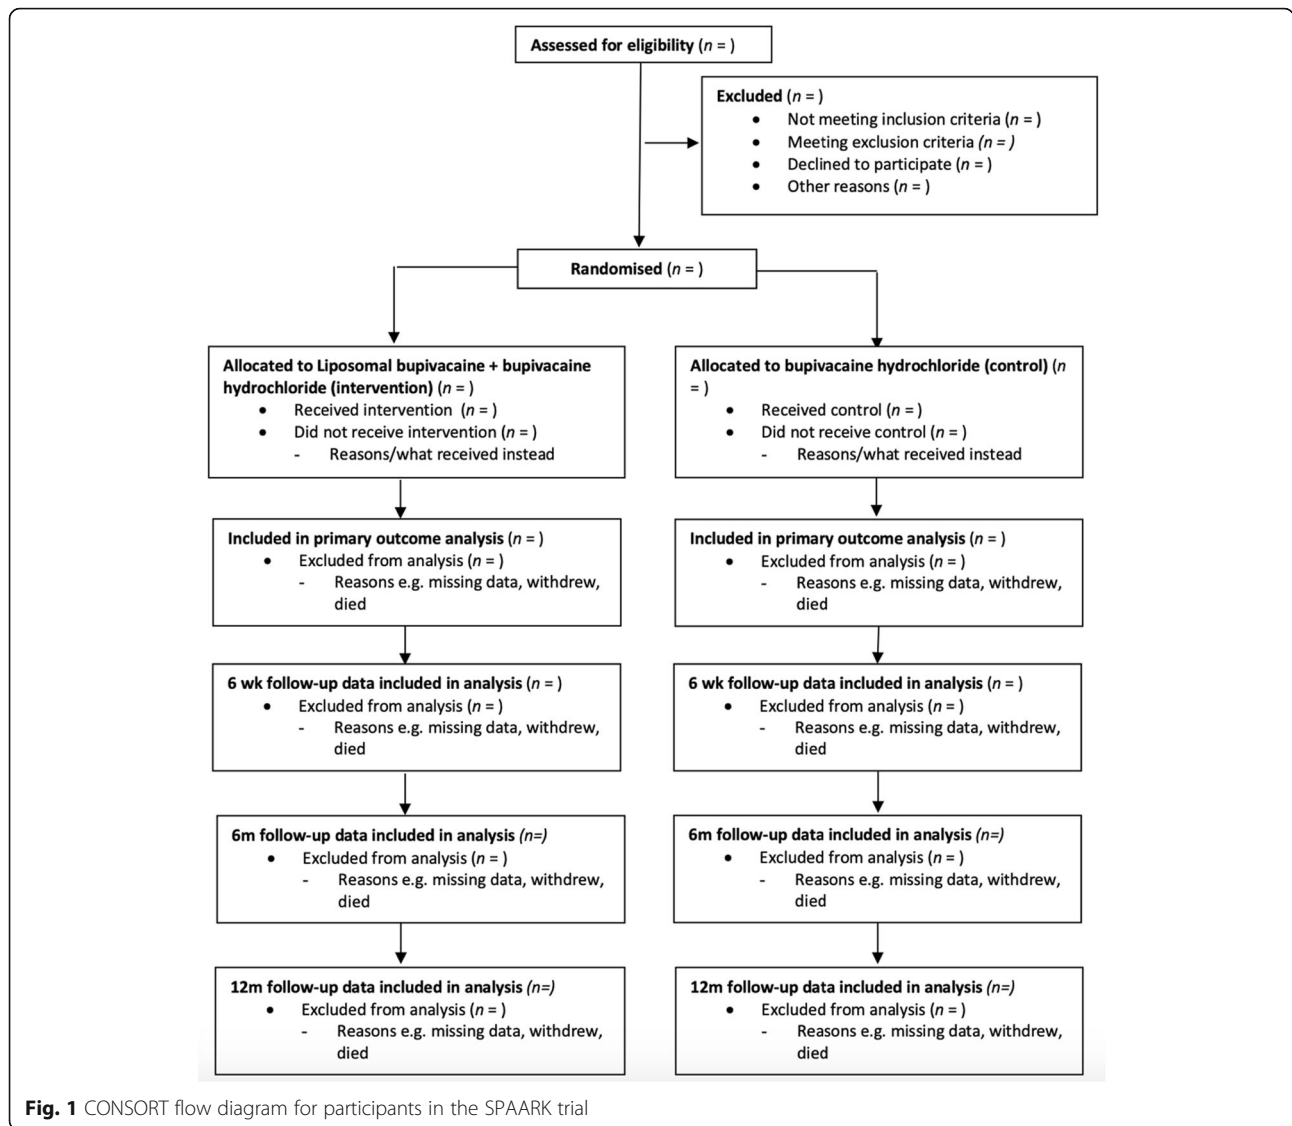 Assessed for eligibility (n = )
Excluded (n = )
• Not meeting inclusion criteria (n = )
• Meeting exclusion criteria (n = )
• Declined to participate (n = )
• Other reasons (n = )
Randomised (n = )
Allocated to Liposomal bupivacaine + bupivacaine
hydrochloride (intervention) (n = )
• Received intervention (n = )
• Did not receive intervention (n = )
- Reasons/what received instead
Allocated to bupivacaine hydrochloride (control) (n
= )
• Received control (n = )
• Did not receive control (n = )
- Reasons/what received instead
Included in primary outcome analysis (n = )
• Excluded from analysis (n = )
- Reasons e.g. missing data, withdrew,
died
Included in primary outcome analysis (n = )
• Excluded from analysis (n = )
- Reasons e.g. missing data, withdrew,
died
6 wk follow-up data included in analysis (n = )
• Excluded from analysis (n = )
- Reasons e.g. missing data, withdrew,
died
6 wk follow-up data included in analysis (n = )
• Excluded from analysis (n = )
- Reasons e.g. missing data, withdrew,
died
6m follow-up data included in analysis (n=)
• Excluded from analysis (n = )
- Reasons e.g. missing data, withdrew,
died
6m follow-up data included in analysis (n=)
• Excluded from analysis (n = )
- Reasons e.g. missing data, withdrew,
died
12m follow-up data included in analysis (n=)
• Excluded from analysis (n = )
- Reasons e.g. missing data, withdrew,
died
12m follow-up data included in analysis (n=)
• Excluded from analysis (n = )
- Reasons e.g. missing data, withdrew,
died
Fig. 1 CONSORT flow diagram for participants in the SPAARK trial